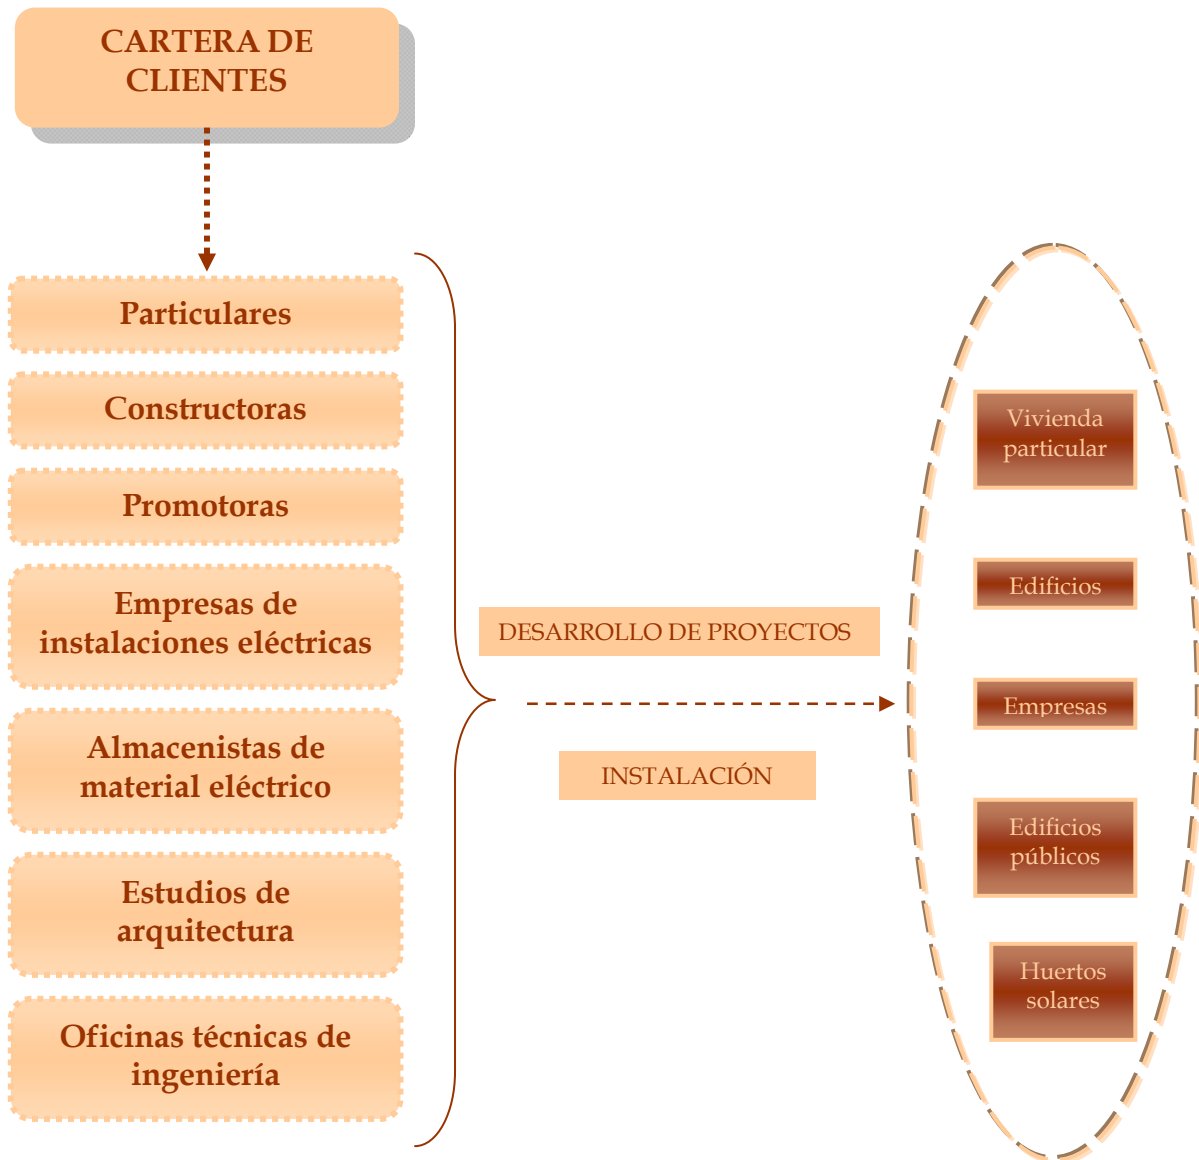 CARTERA DE
CLIENTES
Particulares
Constructoras
Promotoras
Empresas de
instalaciones eléctricas
Almacenistas de
material eléctrico
Estudios de
arquitectura
Oficinas técnicas de
ingeniería
DESARROLLO DE PROYECTOS
INSTALACIÓN
Vivienda
particular
Edificios
Empresas
Edificios
públicos
Huertos
solares